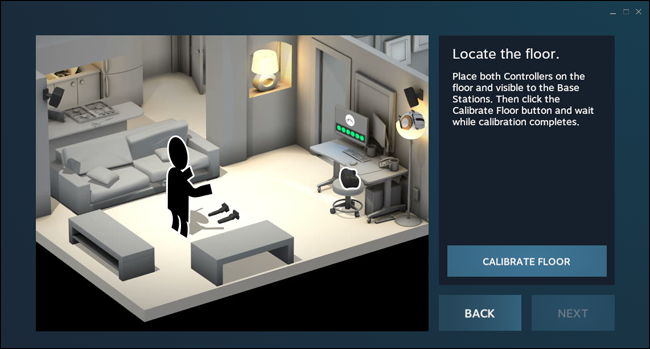 Locate the floor.
Place both Controllers on the
floor and visible to the Base
Stations. Then click the
Calibrate Floor button and wait
while calibration completes.
CALIBRATE FLOOR
BACK
NEXT